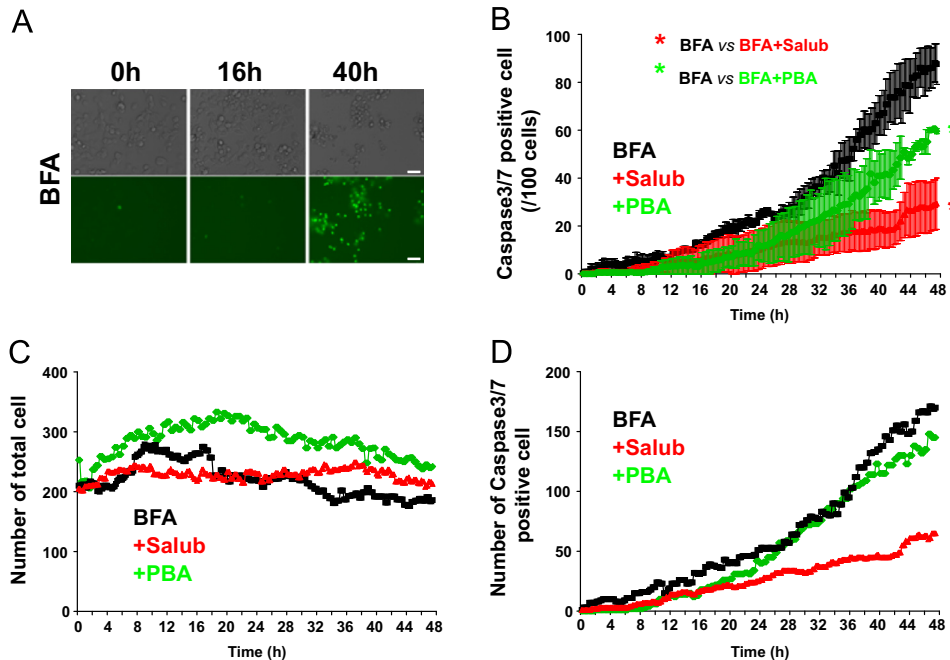 A
0h 16h 40h
BFA
B
Caspase3/7 positive cell
(/100 cells)
100
80
60
40
20
0
* BFA vs BFA+Salub
* BFA vs BFA+PBA
BFA
+Salub
+PBA
*
*
0 4 8 12 16 20 24 28 32 36 40 44 48
Time (h)
C
Number of total cell
400
300
200
100
0
BFA
+Salub
+PBA
0 4 8 12 16 20 24 28 32 36 40 44 48
Time (h)
D
Number of Caspase3/7
positive cell
200
150
100
50
0
BFA
+Salub
+PBA
0 4 8 12 16 20 24 28 32 36 40 44 48
Time (h)